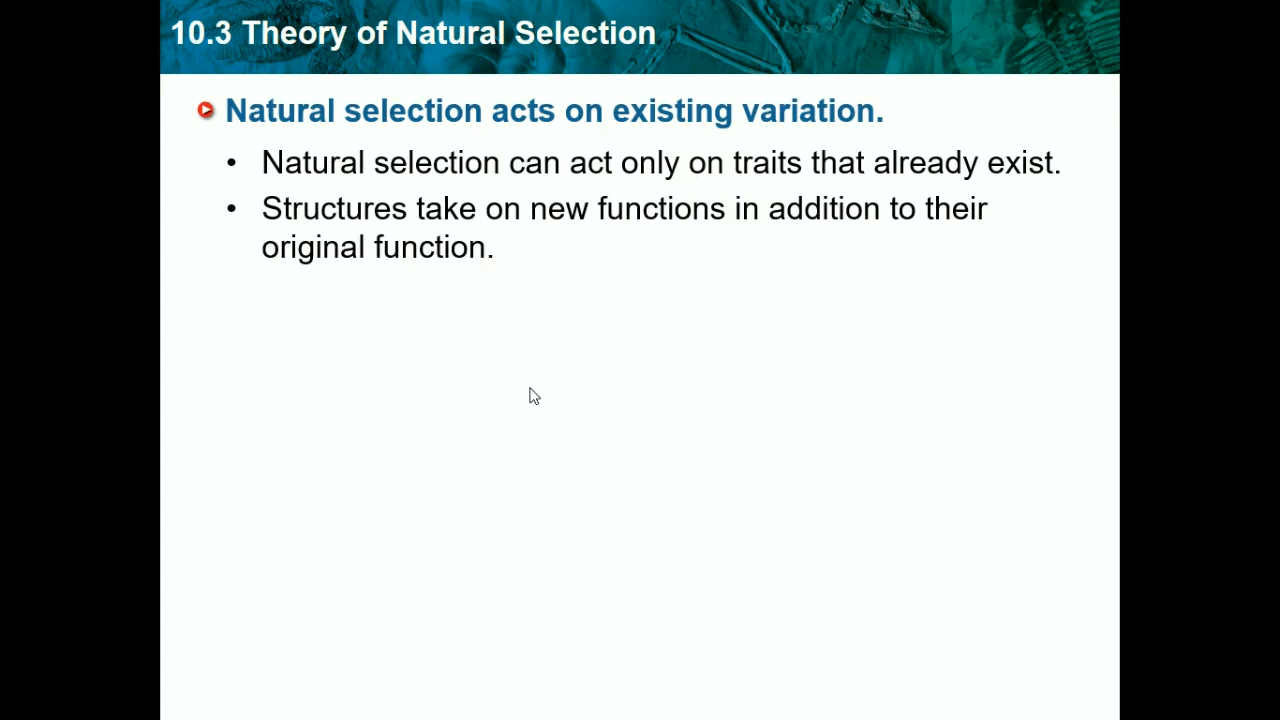 10.3 Theory of Natural Selection
Natural selection acts on existing variation.
• Natural selection can act only on traits that already exist.
• Structures take on new functions in addition to their
original function.